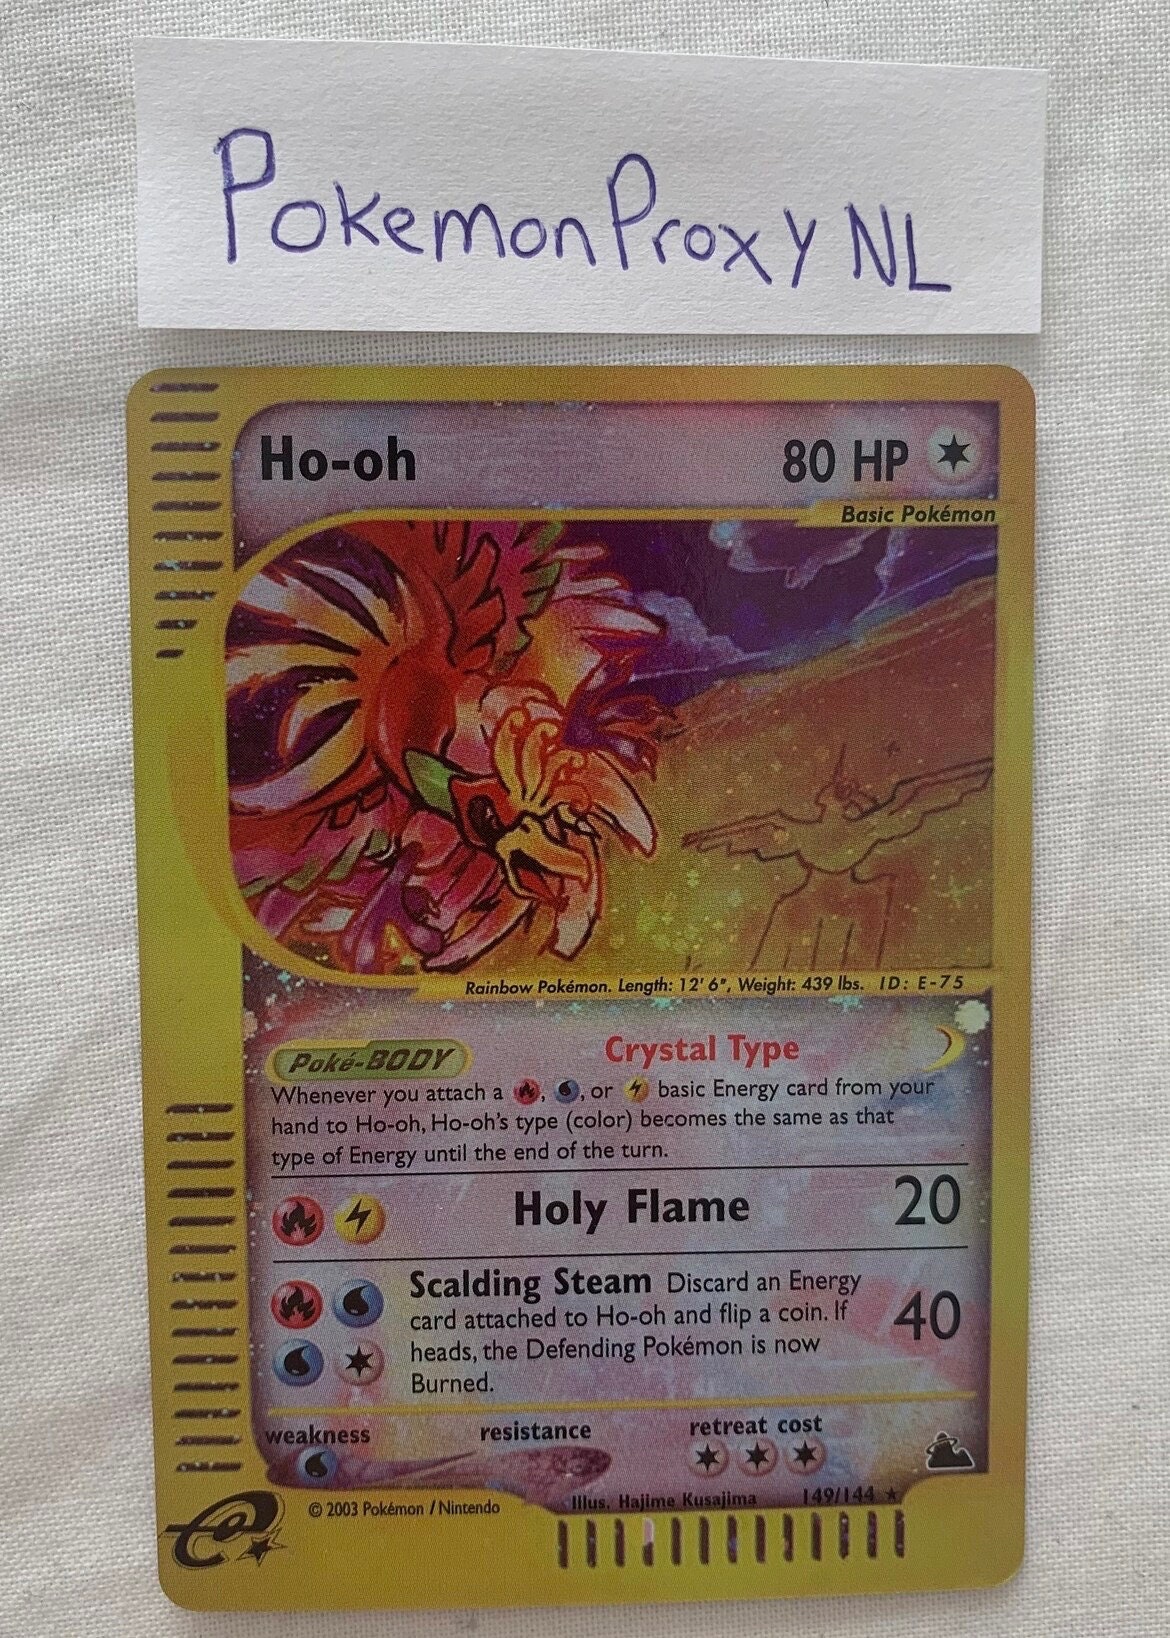 PokemonProxyNL
Ho-oh 80 HP
Basic Pokémon
Rainbow Pokémon. Length: 12' 6", Weight: 439 lbs. ID: E-75
Poké-BODY Crystal Type
Whenever you attach a , , or basic Energy card from your
hand to Ho-oh, Ho-oh's type (color) becomes the same as that
type of Energy until the end of the turn.
Holy Flame 20
Scalding Steam Discard an Energy
card attached to Ho-oh and flip a coin. If
heads, the Defending Pokémon is now
Burned.
40
weakness resistance retreat cost
© 2003 Pokémon / Nintendo
Illus. Hajime Kusajima 149/144 ★
e